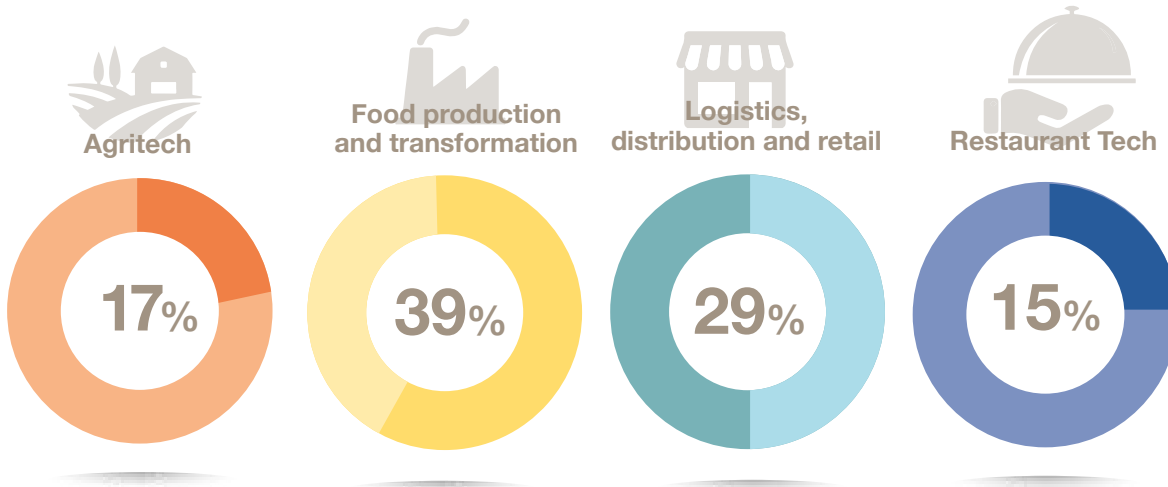 Agritech
17%
Food production
and transformation
39%
Logistics,
distribution and retail
29%
Restaurant Tech
15%